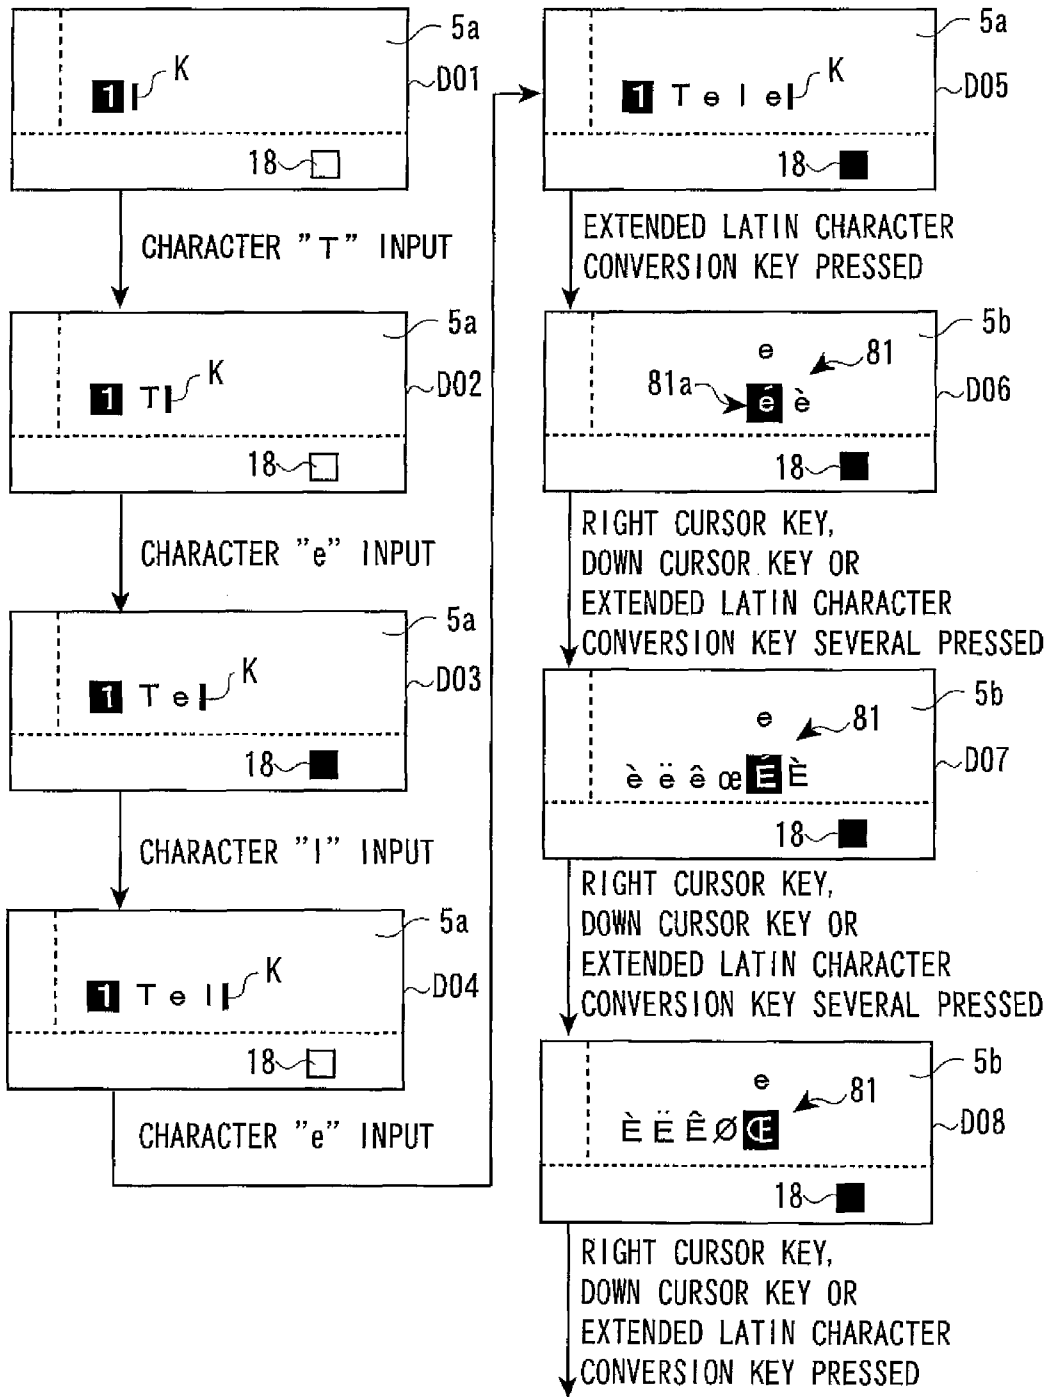 5a
1 K
D01
18
CHARACTER "T" INPUT
5a
1 T K
D02
18
CHARACTER "e" INPUT
5a
1 T e K
D03
18
CHARACTER "l" INPUT
5a
1 T e l K
D04
18
CHARACTER "e" INPUT
5a
1 T e l e K
D05
18
EXTENDED LATIN CHARACTER
CONVERSION KEY PRESSED
5b
e 81
81a é è
D06
18
RIGHT CURSOR KEY,
DOWN CURSOR KEY OR
EXTENDED LATIN CHARACTER
CONVERSION KEY SEVERAL PRESSED
5b
e 81
è ë ê œ É È
D07
18
RIGHT CURSOR KEY,
DOWN CURSOR KEY OR
EXTENDED LATIN CHARACTER
CONVERSION KEY SEVERAL PRESSED
5b
e 81
È Ë Ê Ø Œ
D08
18
RIGHT CURSOR KEY,
DOWN CURSOR KEY OR
EXTENDED LATIN CHARACTER
CONVERSION KEY PRESSED